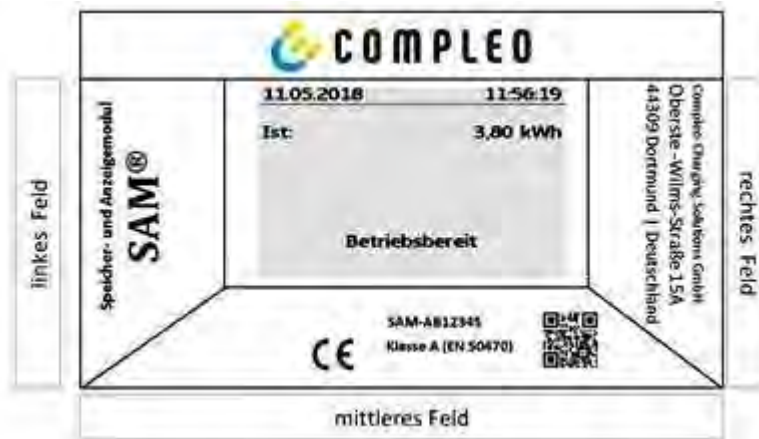 COMPLEO
linkes Feld
Speicher- und Anzeigemodul
SAM®
11.05.2018 11:56:19
Ist: 3,80 kWh
Betriebsbereit
Compleo Charging Solutions GmbH
Oberste-Wilms-Straße 15A
44309 Dortmund | Deutschland
rechtes Feld
CE
SAM-AB12345
Klasse A (EN 50470)
mittleres Feld